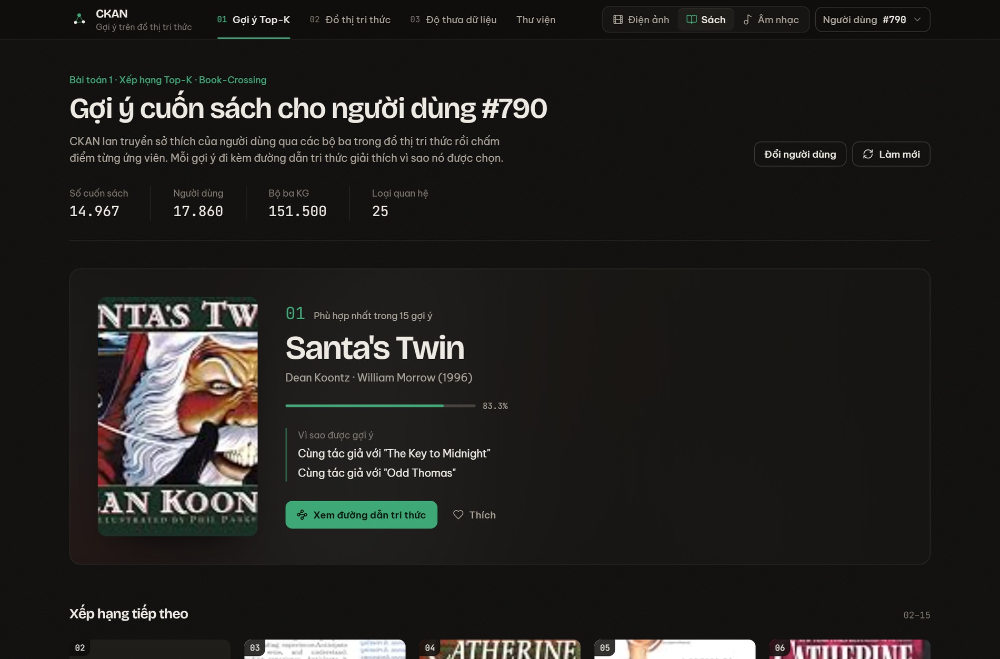 CKAN
Gợi ý trên đồ thị tri thức
01 Gợi ý Top-K
02 Đồ thị tri thức
03 Độ thưa dữ liệu
Thư viện
Điện ảnh
Sách
Âm nhạc
Người dùng #790
Bài toán 1 · Xếp hạng Top-K · Book-Crossing
Gợi ý cuốn sách cho người dùng #790
CKAN lan truyền sở thích của người dùng qua các bộ ba trong đồ thị tri thức rồi chấm
điểm từng ứng viên. Mỗi gợi ý đi kèm đường dẫn tri thức giải thích vì sao nó được chọn.
Đổi người dùng
Làm mới
Số cuốn sách
14.967
Người dùng
17.860
Bộ ba KG
151.500
Loại quan hệ
25
NTA'S TW
AN KOON
ILLUSTRATED BY PHIL PARKS
01 Phù hợp nhất trong 15 gợi ý
Santa's Twin
Dean Koontz · William Morrow (1996)
83.3%
Vì sao được gợi ý
Cùng tác giả với "The Key to Midnight"
Cùng tác giả với "Odd Thomas"
Xem đường dẫn tri thức
Thích
Xếp hạng tiếp theo
02–15
02
03
04
ATHERINE
05
06
CATHERINE